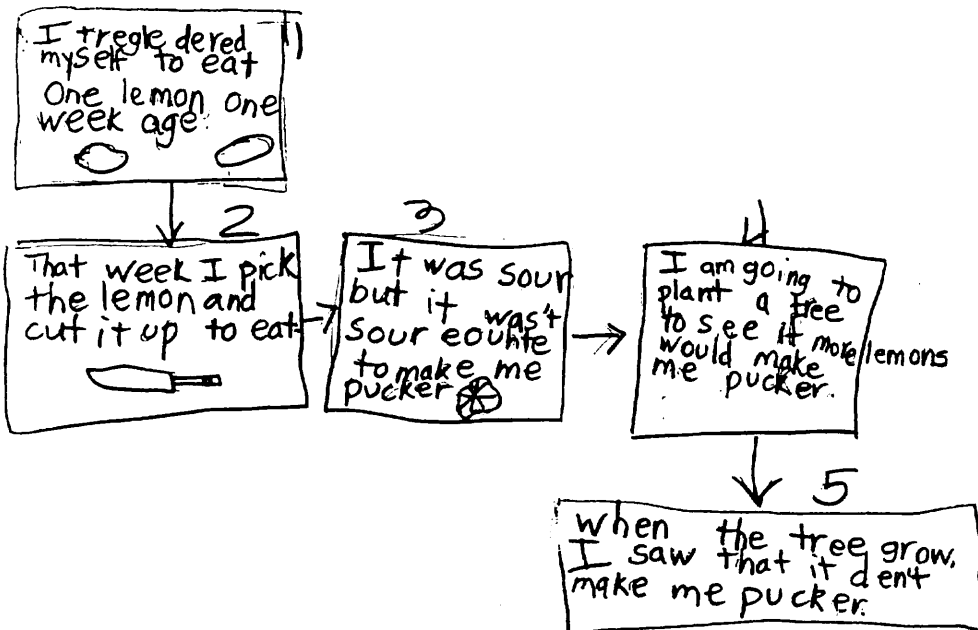 1)
I tregle dered
myself to eat
One lemon one
week age.
2
That week I pick
the lemon and
cut it up to eat
3
It was sour
but it was't
sour eounte
to make me
pucker
4
I am going to
plant a tree
to see if more lemons
would make
me pucker.
5
when the tree grow.
I saw that it den't
make me pucker.